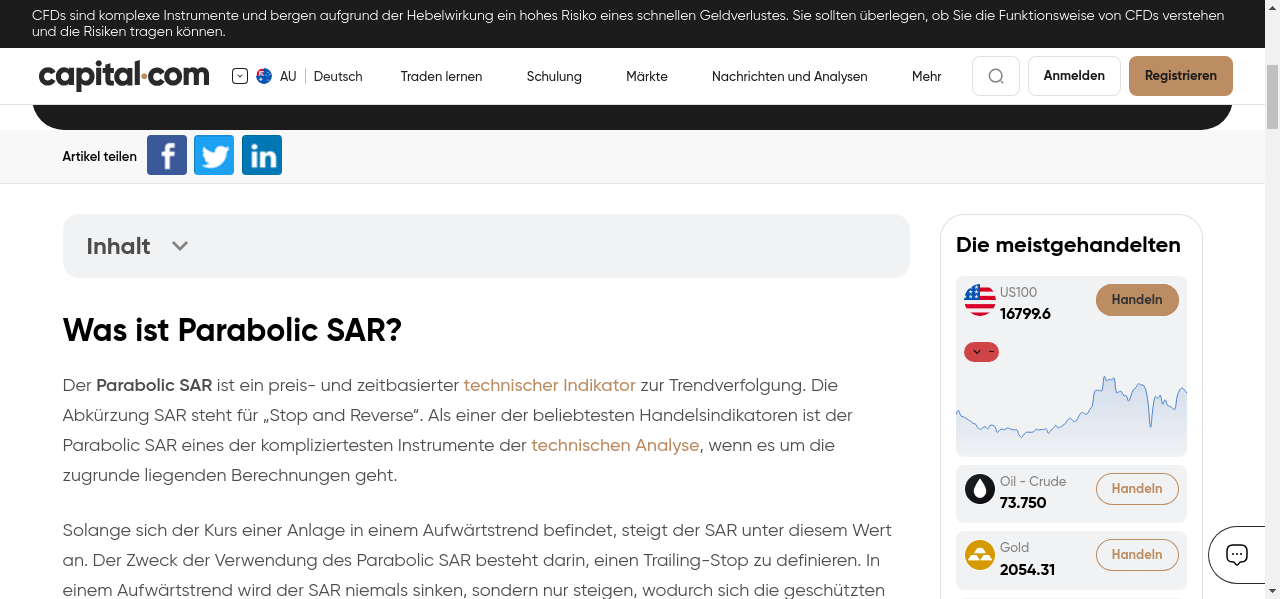 CFDs sind komplexe Instrumente und bergen aufgrund der Hebelwirkung ein hohes Risiko eines schnellen Geldverlustes. Sie sollten überlegen, ob Sie die Funktionsweise von CFDs verstehen
und die Risiken tragen können.
capital.com AU Deutsch Traden lernen Schulung Märkte Nachrichten und Analysen Mehr Anmelden Registrieren
Artikel teilen
Inhalt
Was ist Parabolic SAR?
Der Parabolic SAR ist ein preis- und zeitbasierter technischer Indikator zur Trendverfolgung. Die
Abkürzung SAR steht für „Stop and Reverse“. Als einer der beliebtesten Handelsindikatoren ist der
Parabolic SAR eines der kompliziertesten Instrumente der technischen Analyse, wenn es um die
zugrunde liegenden Berechnungen geht.
Solange sich der Kurs einer Anlage in einem Aufwärtstrend befindet, steigt der SAR unter diesem Wert
an. Der Zweck der Verwendung des Parabolic SAR besteht darin, einen Trailing-Stop zu definieren. In
einem Aufwärtstrend wird der SAR niemals sinken, sondern nur steigen, wodurch sich die geschützten
Die meistgehandelten
US100
16799.6
Handeln
-
Oil - Crude
73.750
Handeln
Gold
2054.31
Handeln